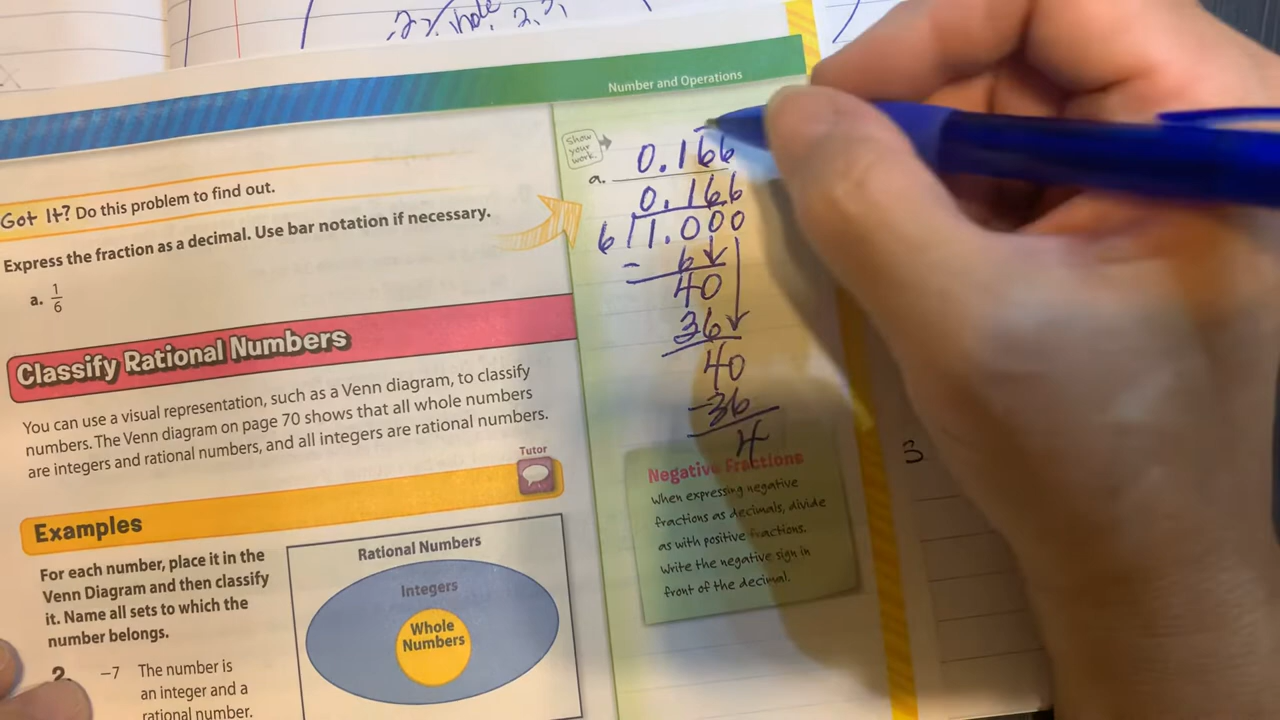 Number and Operations
Show
your
work.
Got It? Do this problem to find out.
Express the fraction as a decimal. Use bar notation if necessary.
a. 1/6
a. 0.166
0.166
6 1.000
- 6
40
36
40
-36
4
Classify Rational Numbers
You can use a visual representation, such as a Venn diagram, to classify
numbers. The Venn diagram on page 70 shows that all whole numbers
are integers and rational numbers, and all integers are rational numbers.
Tutor
Examples
For each number, place it in the
Venn Diagram and then classify
it. Name all sets to which the
number belongs.
2. −7 The number is
an integer and a
rational number.
Rational Numbers
Integers
Whole
Numbers
Negative Fractions
When expressing negative
fractions as decimals, divide
as with positive fractions.
Write the negative sign in
front of the decimal.
3